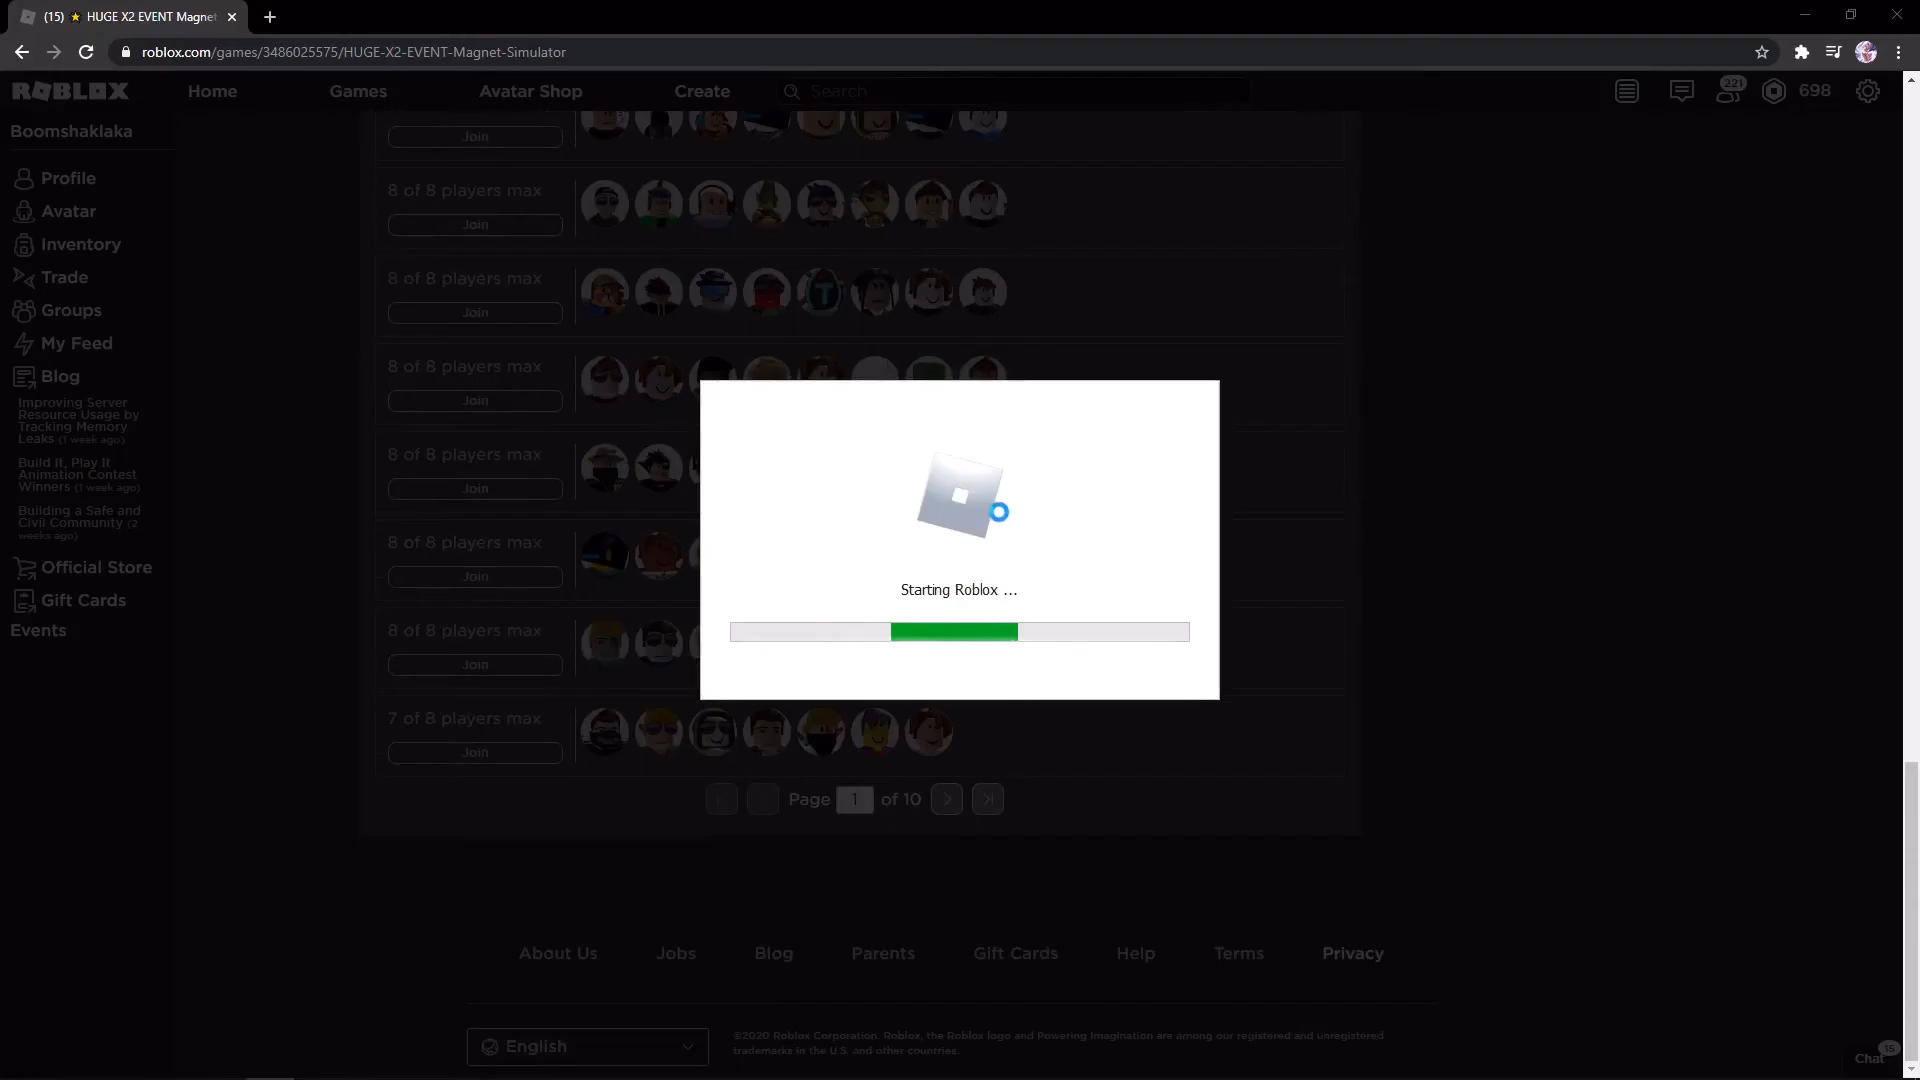 (15) ⭐ HUGE X2 EVENT Magnet
roblox.com/games/3486025575/HUGE-X2-EVENT-Magnet-Simulator
ROBLOX
Home
Games
Avatar Shop
Create
Search
221
698
Boomshaklaka
Profile
Avatar
Inventory
Trade
Groups
My Feed
Blog
Improving Server
Resource Usage by
Tracking Memory
Leaks (1 week ago)
Build It, Play It
Animation Contest
Winners (1 week ago)
Building a Safe and
Civil Community (2
weeks ago)
Official Store
Gift Cards
Events
Join
8 of 8 players max
Join
8 of 8 players max
Join
8 of 8 players max
Join
8 of 8 players max
Join
8 of 8 players max
Join
8 of 8 players max
Join
7 of 8 players max
Join
Starting Roblox ...
Page 1 of 10
About Us
Jobs
Blog
Parents
Gift Cards
Help
Terms
Privacy
English
©2020 Roblox Corporation. Roblox, the Roblox logo and Powering Imagination are among our registered and unregistered
trademarks in the U.S. and other countries.
Chat
15